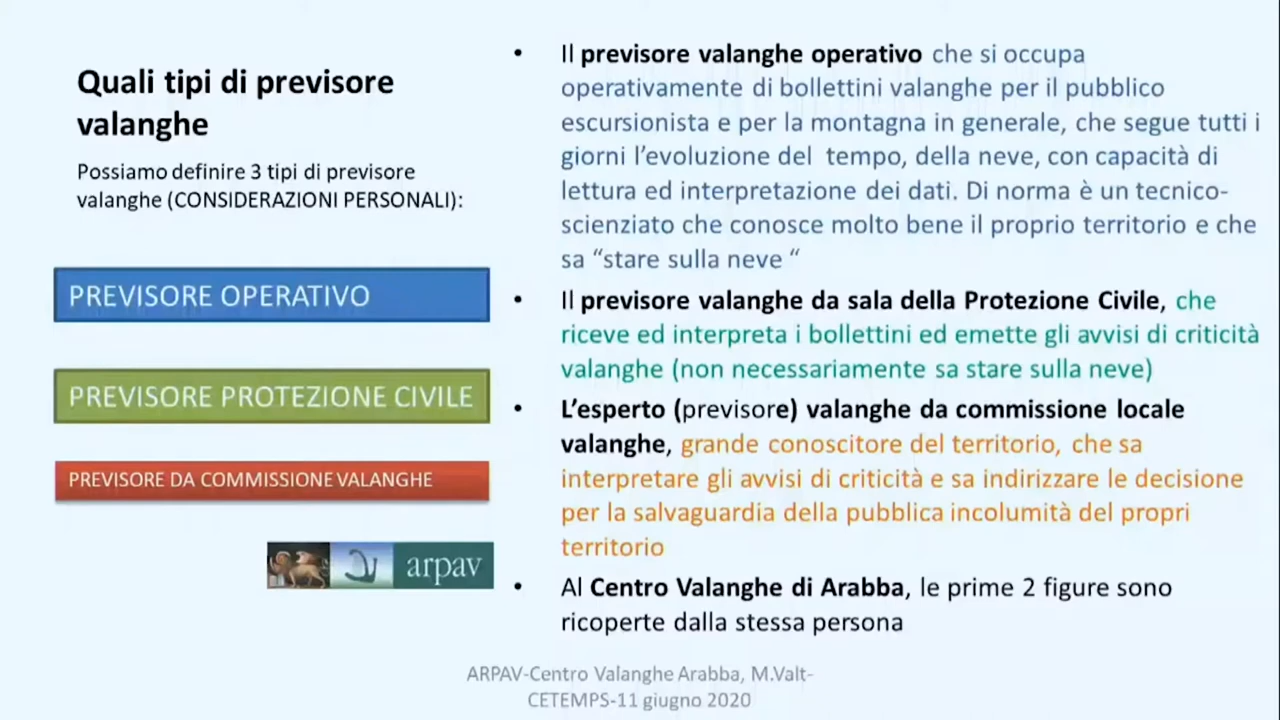 Quali tipi di previsore
valanghe
Possiamo definire 3 tipi di previsore
valanghe (CONSIDERAZIONI PERSONALI):
PREVISORE OPERATIVO
PREVISORE PROTEZIONE CIVILE
PREVISORE DA COMMISSIONE VALANGHE
arpav
• Il previsore valanghe operativo che si occupa
operativamente di bollettini valanghe per il pubblico
escursionista e per la montagna in generale, che segue tutti i
giorni l'evoluzione del tempo, della neve, con capacità di
lettura ed interpretazione dei dati. Di norma è un tecnico-
scienziato che conosce molto bene il proprio territorio e che
sa “stare sulla neve “
• Il previsore valanghe da sala della Protezione Civile, che
riceve ed interpreta i bollettini ed emette gli avvisi di criticità
valanghe (non necessariamente sa stare sulla neve)
• L'esperto (previsore) valanghe da commissione locale
valanghe, grande conoscitore del territorio, che sa
interpretare gli avvisi di criticità e sa indirizzare le decisione
per la salvaguardia della pubblica incolumità del propri
territorio
• Al Centro Valanghe di Arabba, le prime 2 figure sono
ricoperte dalla stessa persona
ARPAV-Centro Valanghe Arabba, M.Valt-
CETEMPS-11 giugno 2020